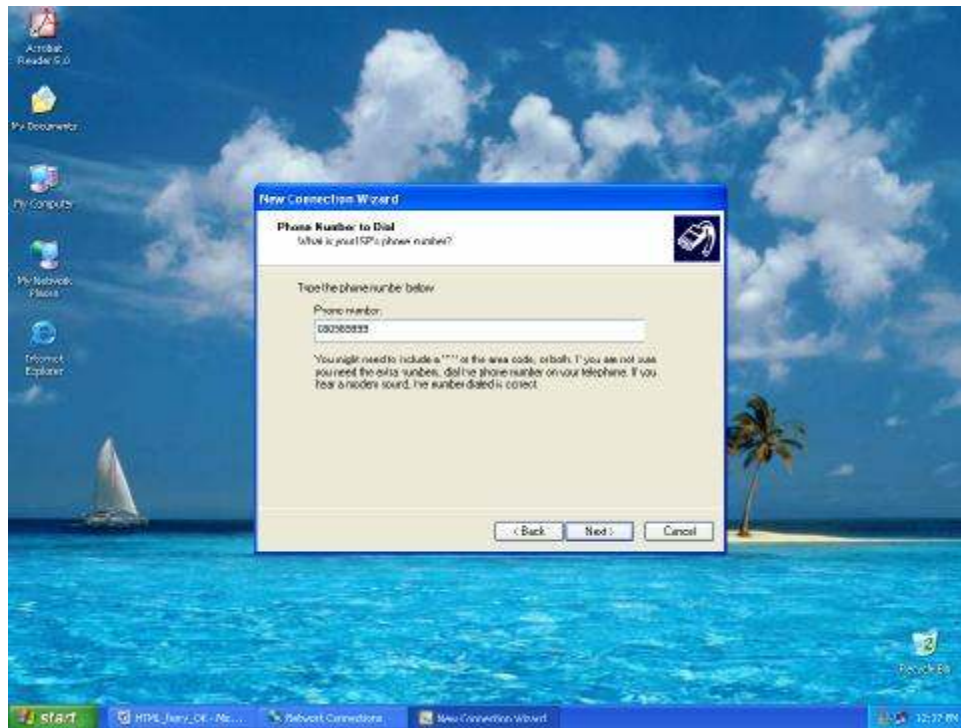 Acrobat
Reader 5.0
My Documents
My Computer
My Network
Places
Internet
Explorer
New Connection Wizard
Phone Number to Dial
What is your ISP's phone number?
Type the phone number below.
Phone number:
You might need to include a "1" or the area code, or both. If you are not sure
you need the extra numbers, dial the phone number on your telephone. If you
hear a modem sound, the number dialed is correct.
< Back
Next >
Cancel
Recycle Bin
start
Network Connections
New Connection Wizard
12:37 PM